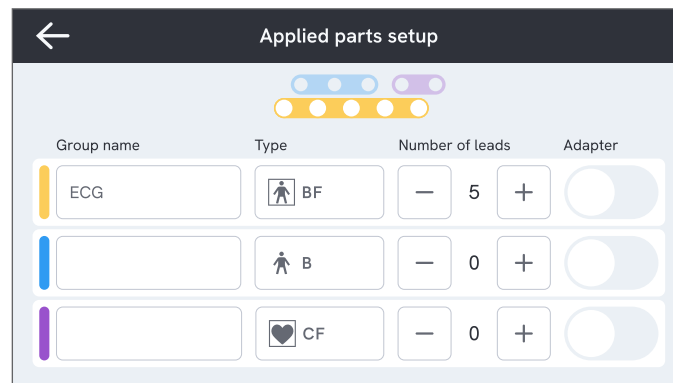 Applied parts setup
Group name Type Number of leads Adapter
ECG BF 5
B 0
CF 0